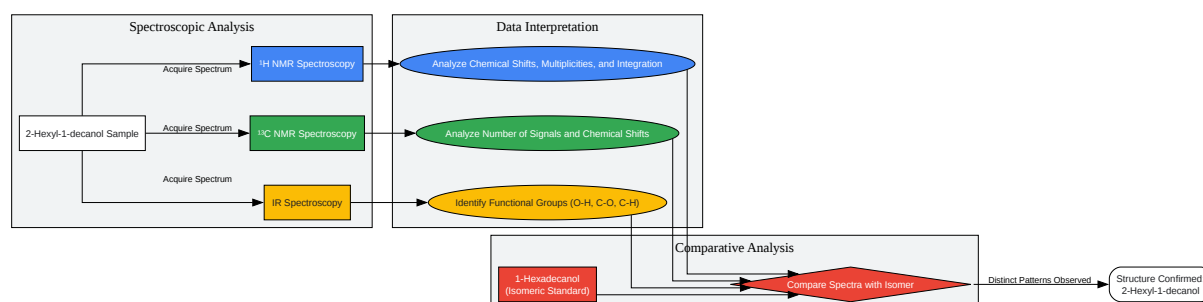 Spectroscopic Analysis
Data Interpretation
Acquire Spectrum
¹H NMR Spectroscopy
Analyze Chemical Shifts, Multiplicities, and Integration
2-Hexyl-1-decanol Sample
Acquire Spectrum
¹³C NMR Spectroscopy
Analyze Number of Signals and Chemical Shifts
Acquire Spectrum
IR Spectroscopy
Identify Functional Groups (O-H, C-O, C-H)
Comparative Analysis
1-Hexadecanol
(Isomeric Standard)
Compare Spectra with Isomer
Distinct Patterns Observed
Structure Confirmed
2-Hexyl-1-decanol